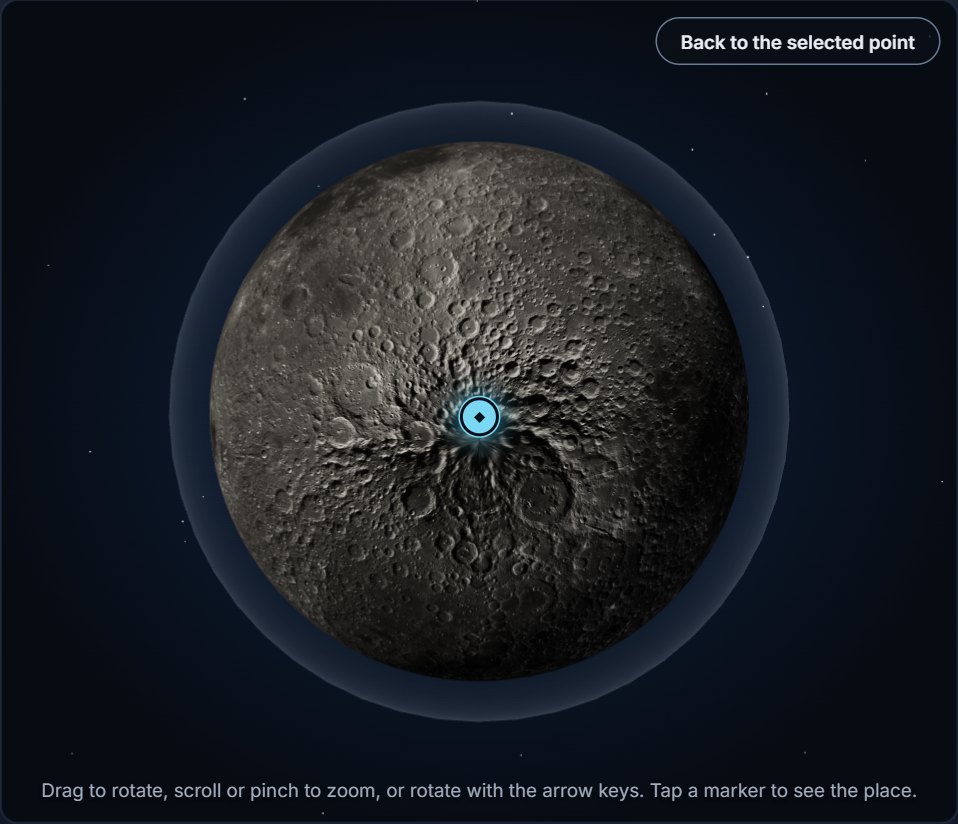 Back to the selected point
Drag to rotate, scroll or pinch to zoom, or rotate with the arrow keys. Tap a marker to see the place.